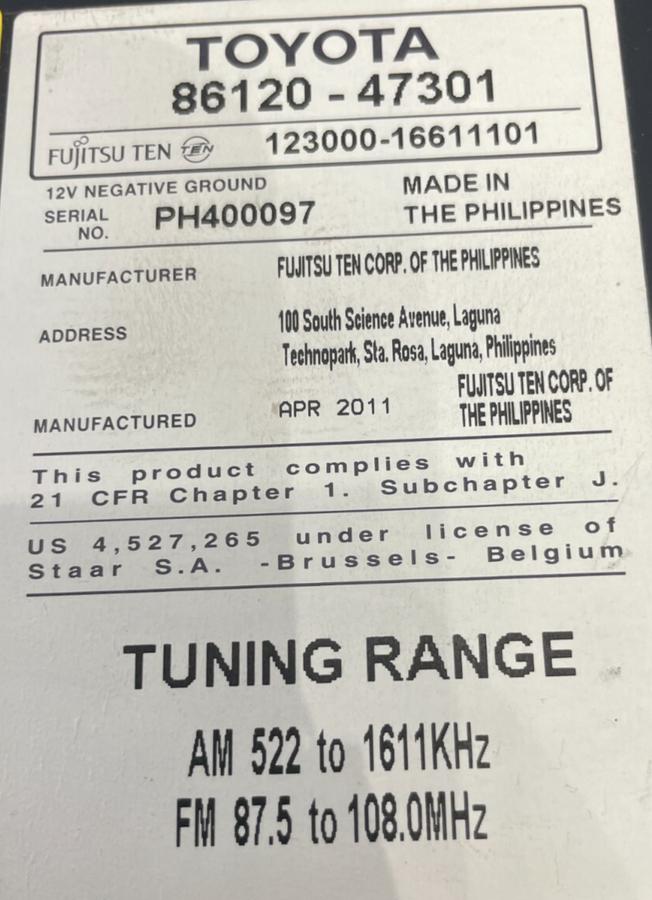 TOYOTA
86120 - 47301
FUJITSU TEN TEN 123000-16611101
12V NEGATIVE GROUND
SERIAL NO. PH400097
MADE IN
THE PHILIPPINES
MANUFACTURER FUJITSU TEN CORP. OF THE PHILIPPINES
ADDRESS 100 South Science Avenue, Laguna
Technopark, Sta. Rosa, Laguna, Philippines
MANUFACTURED APR 2011
FUJITSU TEN CORP. OF
THE PHILIPPINES
This product complies with
21 CFR Chapter 1. Subchapter J.
US 4,527,265 under license of
Staar S.A. -Brussels- Belgium
TUNING RANGE
AM 522 to 1611KHz
FM 87.5 to 108.0MHz